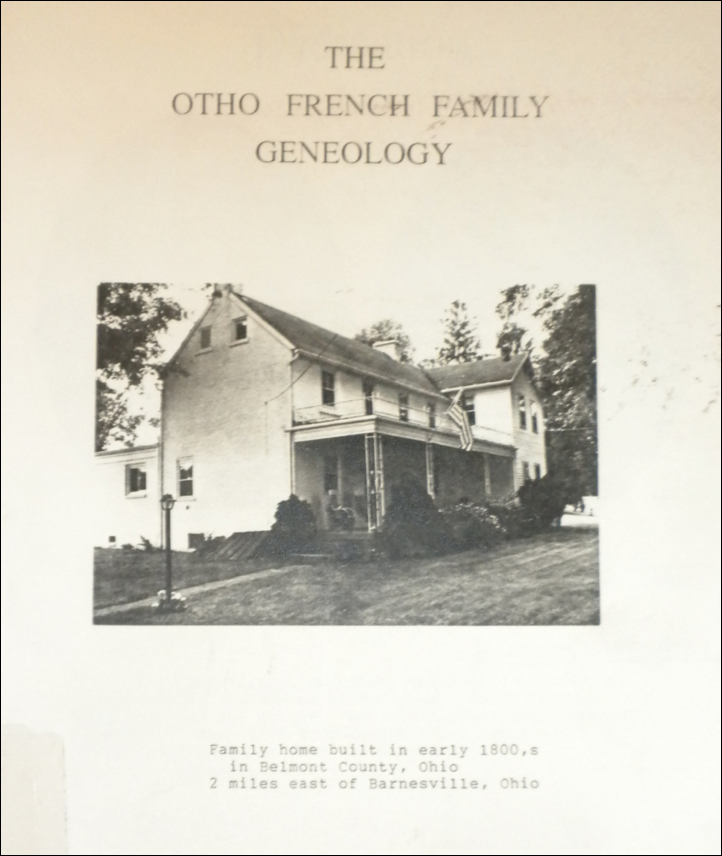 THE
OTHO FRENCH FAMILY
GENEOLOGY
Family home built in early 1800,s
in Belmont County, Ohio
2 miles east of Barnesville, Ohio